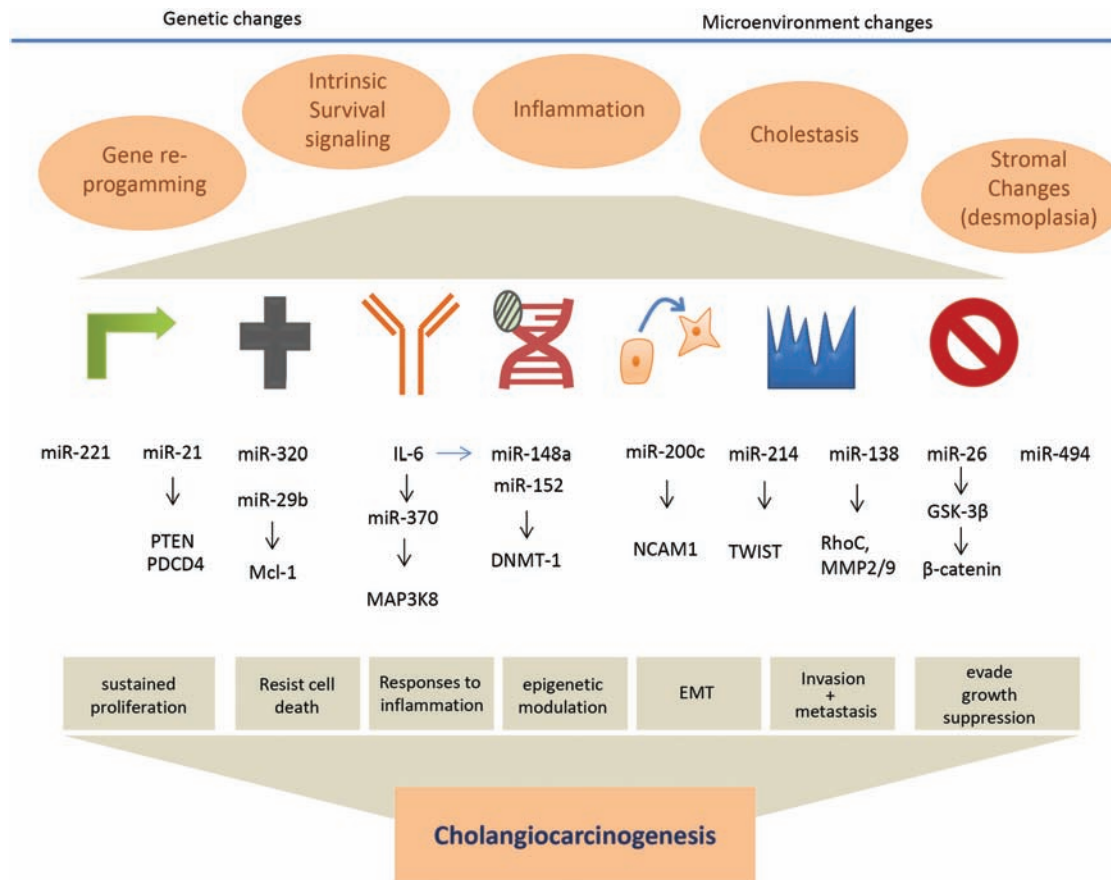 Genetic changes
Microenvironment changes
Gene re-
progamming
Intrinsic
Survival
signaling
Inflammation
Cholestasis
Stromal
Changes
(desmoplasia)
miR-221
miR-21
PTEN
PDCD4
miR-320
miR-29b
Mcl-1
IL-6
miR-370
MAP3K8
miR-148a
miR-152
DNMT-1
miR-200c
NCAM1
miR-214
TWIST
miR-138
RhoC,
MMP2/9
miR-26
GSK-3β
β-catenin
miR-494
sustained
proliferation
Resist cell
death
Responses to
inflammation
epigenetic
modulation
EMT
Invasion
+
metastasis
evade
growth
suppression
Cholangiocarcinogenesis